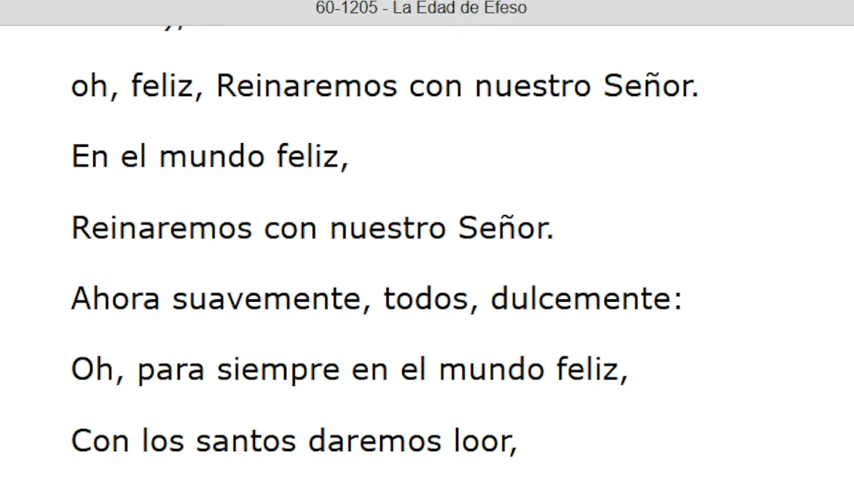 60-1205 - La Edad de Efeso
oh, feliz, Reinaremos con nuestro Señor.
En el mundo feliz,
Reinaremos con nuestro Señor.
Ahora suavemente, todos, dulcemente:
Oh, para siempre en el mundo feliz,
Con los santos daremos loor,